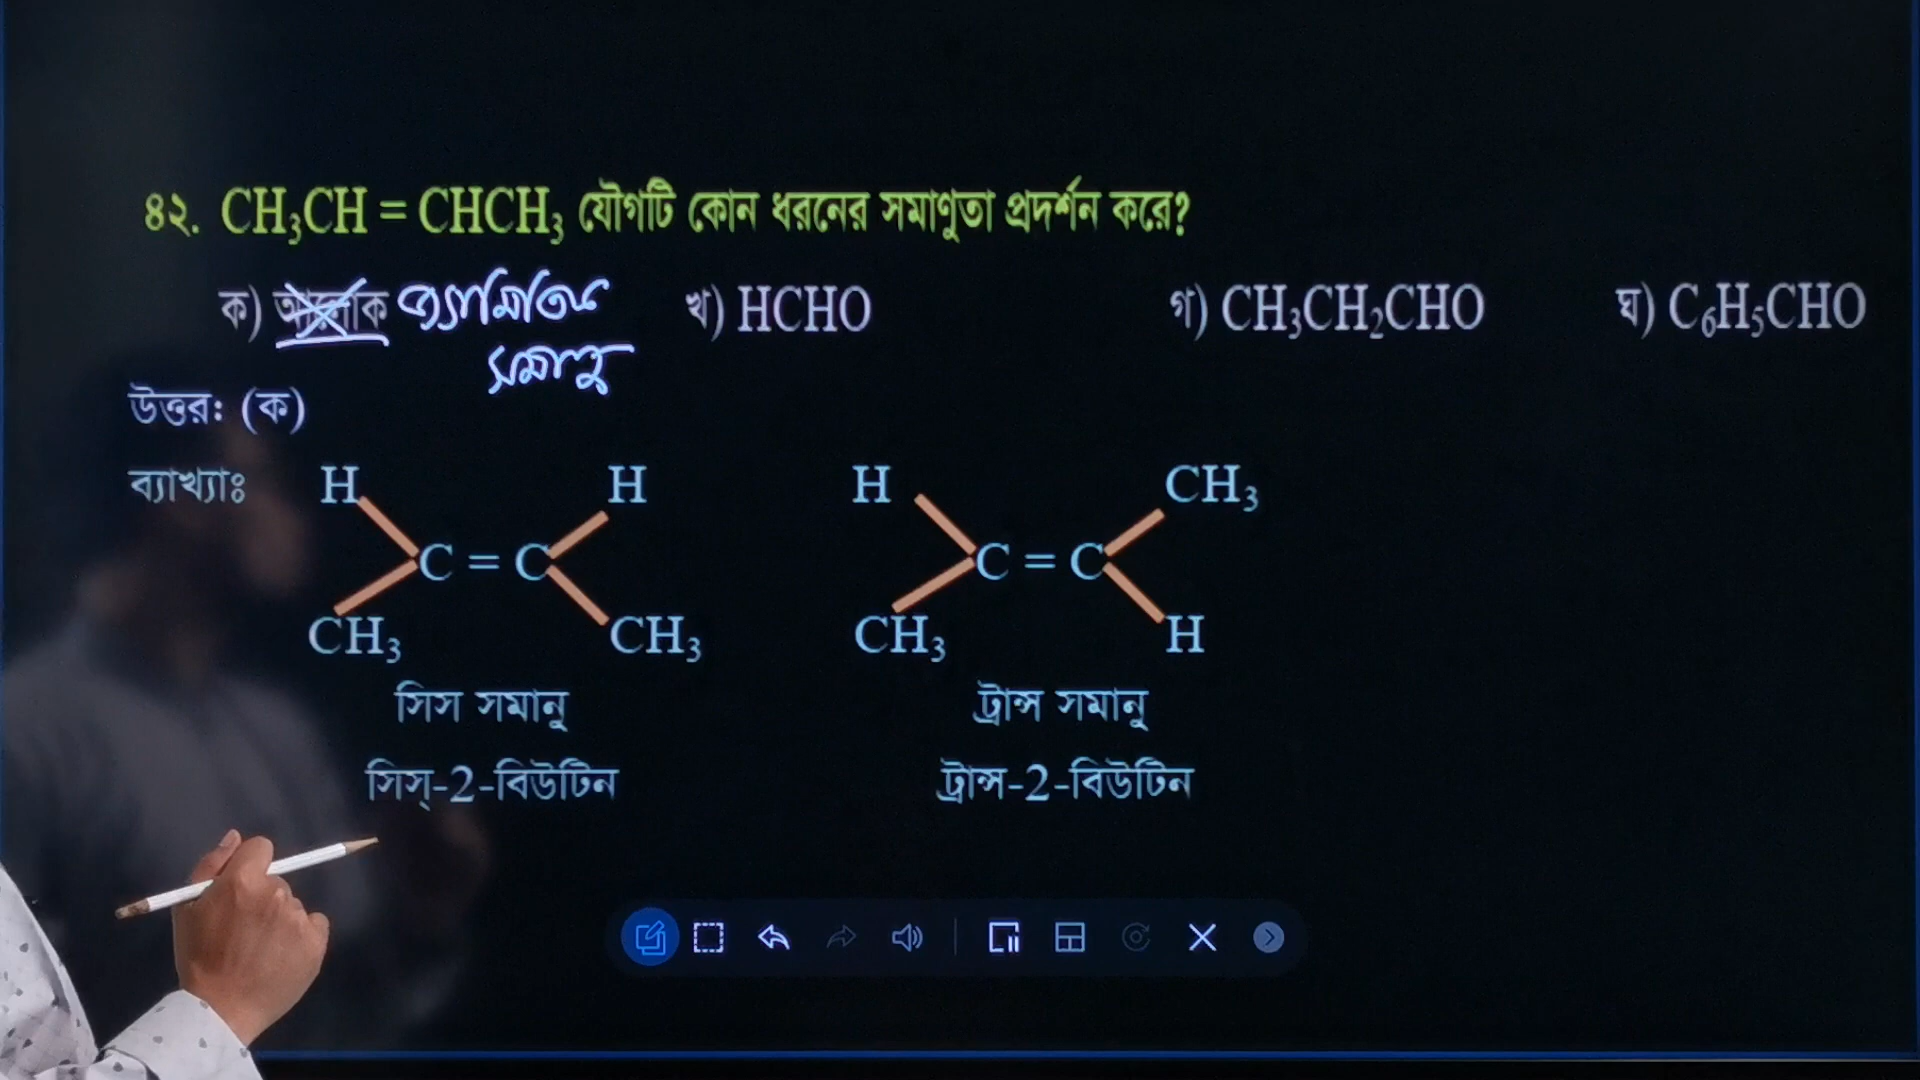 ৪২. CH₃CH = CHCH₃ যৌগটি কোন ধরনের সমাণুতা প্রদর্শন করে?
ক) আলোক জ্যামিতিক খ) HCHO গ) CH₃CH₂CHO ঘ) C₆H₅CHO
সমানু
উত্তর: (ক)
ব্যাখ্যাঃ H H H CH₃
C = C C = C
CH₃ CH₃ CH₃ H
সিস সমানু ট্রান্স সমানু
সিস্-2-বিউটিন ট্রান্স-2-বিউটিন